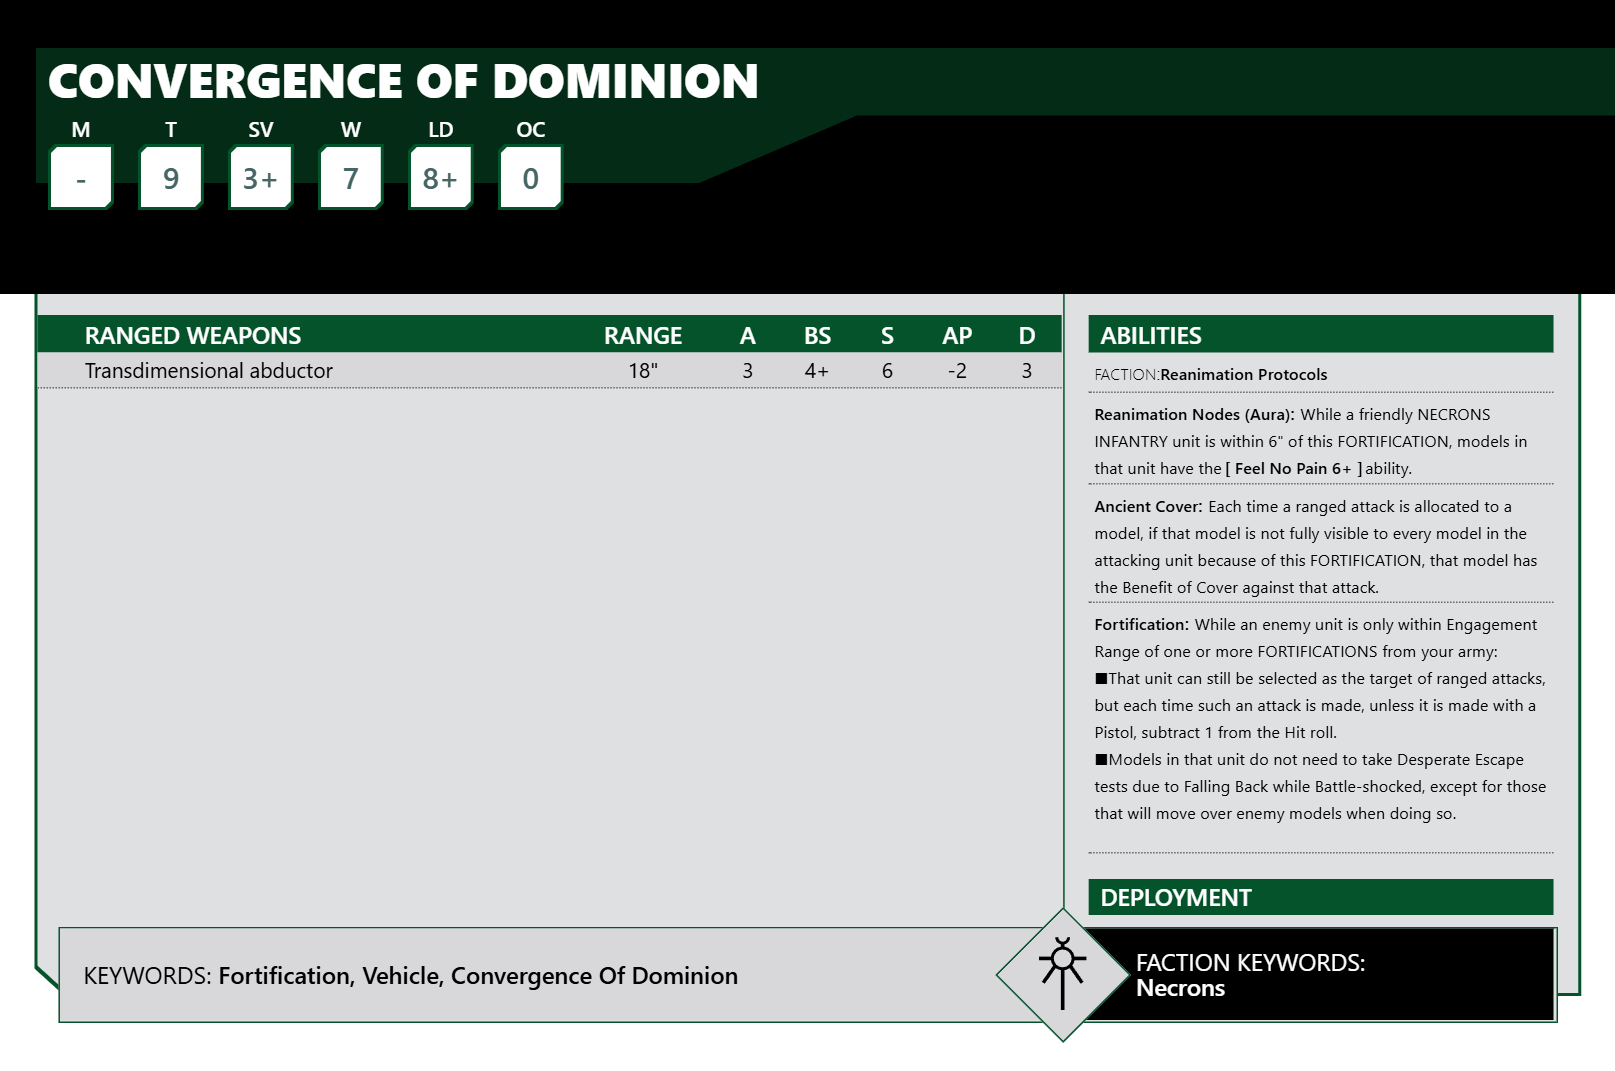 CONVERGENCE OF DOMINION
M T SV W LD OC
- 9 3+ 7 8+ 0
RANGED WEAPONS RANGE A BS S AP D
Transdimensional abductor 18" 3 4+ 6 -2 3
ABILITIES
FACTION:Reanimation Protocols
Reanimation Nodes (Aura): While a friendly NECRONS
INFANTRY unit is within 6" of this FORTIFICATION, models in
that unit have the [ Feel No Pain 6+ ] ability.
Ancient Cover: Each time a ranged attack is allocated to a
model, if that model is not fully visible to every model in the
attacking unit because of this FORTIFICATION, that model has
the Benefit of Cover against that attack.
Fortification: While an enemy unit is only within Engagement
Range of one or more FORTIFICATIONS from your army:
■That unit can still be selected as the target of ranged attacks,
but each time such an attack is made, unless it is made with a
Pistol, subtract 1 from the Hit roll.
■Models in that unit do not need to take Desperate Escape
tests due to Falling Back while Battle-shocked, except for those
that will move over enemy models when doing so.
DEPLOYMENT
KEYWORDS: Fortification, Vehicle, Convergence Of Dominion
FACTION KEYWORDS:
Necrons